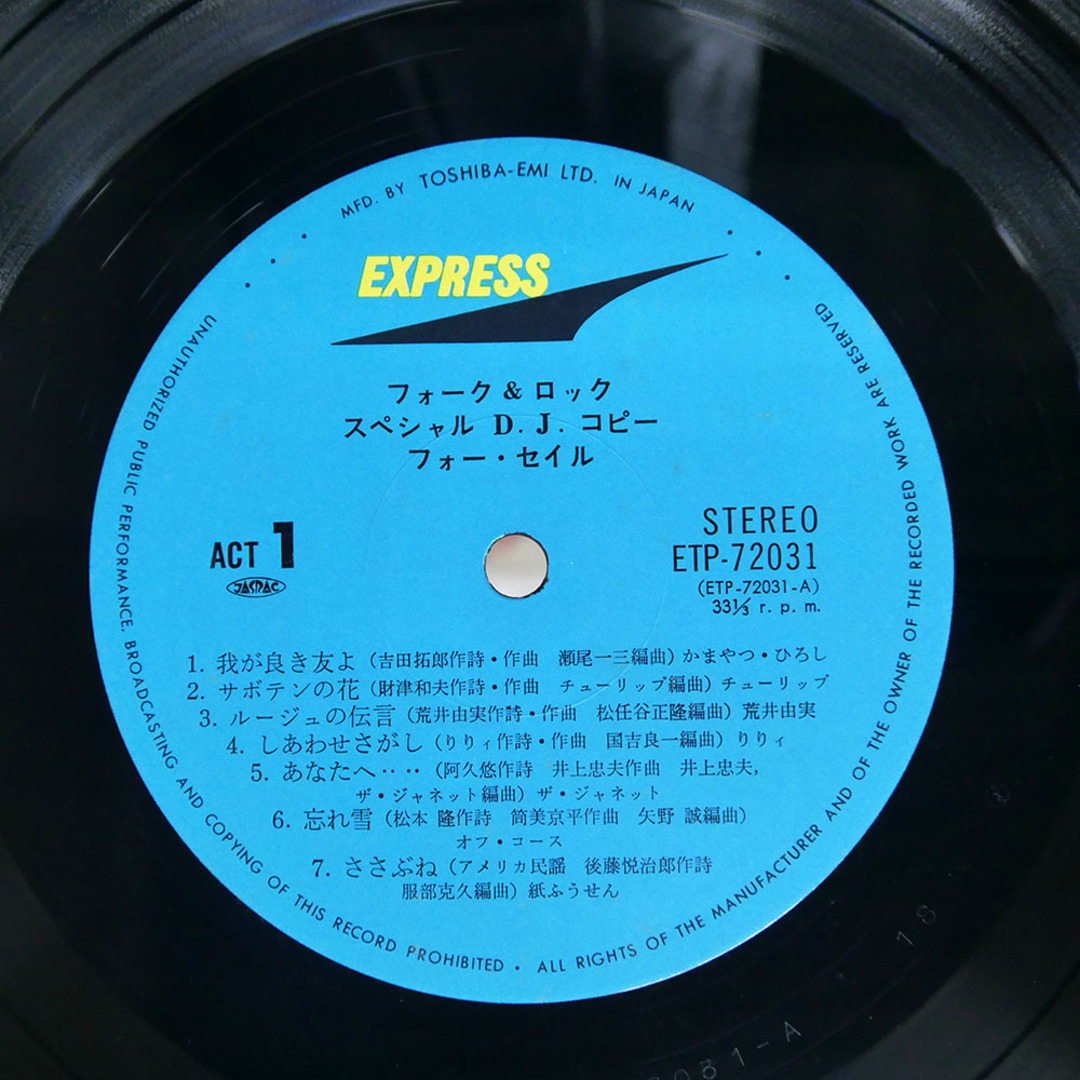 MFD. BY TOSHIBA-EMI LTD. IN JAPAN
EXPRESS
フォーク & ロック
スペシャル D.J. コピー
フォー・セイル
ACT 1
JASRAC
STEREO
ETP-72031
(ETP-72031-A)
33⅓ r.p.m.
1. 我が良き友よ (吉田拓郎作詩・作曲 瀬尾一三編曲) かまやつ・ひろし
2. サボテンの花 (財津和夫作詩・作曲 チューリップ編曲) チューリップ
3. ルージュの伝言 (荒井由実作詩・作曲 松任谷正隆編曲) 荒井由実
4. しあわせさがし (りりィ作詩・作曲 国吉良一編曲) りりィ
5. あなたへ‥‥ (阿久悠作詩 井上忠夫作曲 井上忠夫,
ザ・ジャネット編曲) ザ・ジャネット
6. 忘れ雪 (松本 隆作詩 筒美京平作曲 矢野 誠編曲)
オフ・コース
7. ささぶね (アメリカ民謡 後藤悦治郎作詩
服部克久編曲) 紙ふうせん
UNAUTHORIZED PUBLIC PERFORMANCE, BROADCASTING AND COPYING OF THIS RECORD PROHIBITED • ALL RIGHTS OF THE MANUFACTURER AND OF THE OWNER OF THE RECORDED WORK ARE RESERVED
1S
031-A